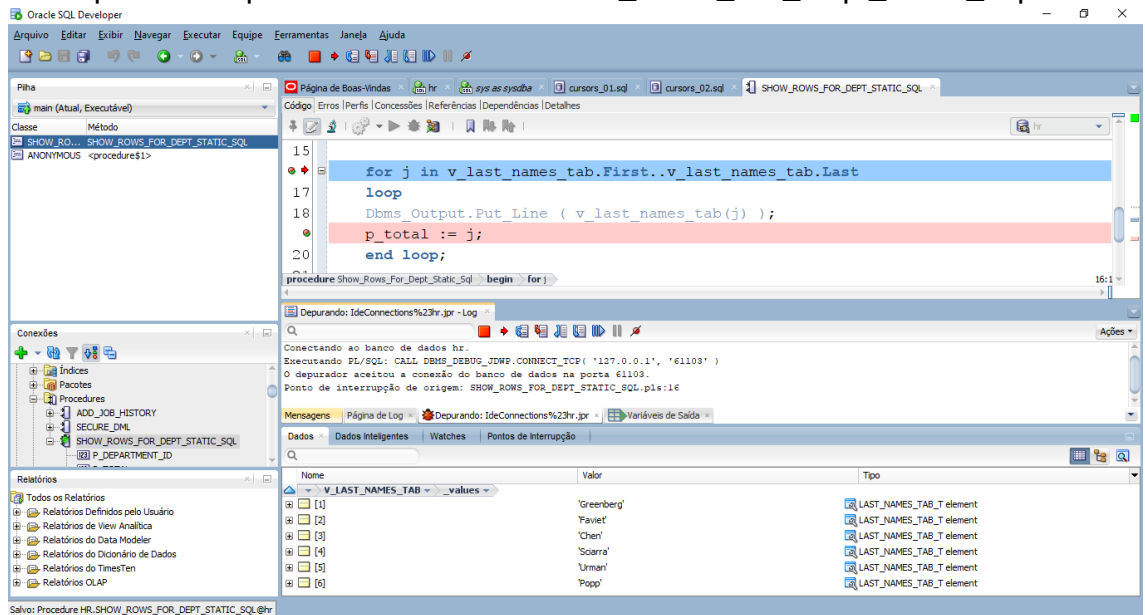 Oracle SQL Developer
Arquivo Editar Exibir Navegar Executar Equipe Ferramentas Janela Ajuda
Pilha
main (Atual, Executável)
Classe Método
SHOW_RO... SHOW_ROWS_FOR_DEPT_STATIC_SQL
ANONYMOUS <procedure$1>
Página de Boas-Vindas hr sys as sysdba cursors_01.sql cursors_02.sql SHOW_ROWS_FOR_DEPT_STATIC_SQL
Código Erros |Perfis |Concessões |Referências |Dependências |Detalhes
hr
15
for j in v_last_names_tab.First..v_last_names_tab.Last
17 loop
18 Dbms_Output.Put_Line ( v_last_names_tab(j) );
p_total := j;
20 end loop;
procedure Show_Rows_For_Dept_Static_Sql begin for j
16:1
Depurando: IdeConnections%23hr.jpr - Log
Ações
Conectando ao banco de dados hr.
Executando PL/SQL: CALL DBMS_DEBUG_JDWP.CONNECT_TCP( '127.0.0.1', '61103' )
O depurador aceitou a conexão do banco de dados na porta 61103.
Ponto de interrupção de origem: SHOW_ROWS_FOR_DEPT_STATIC_SQL.pls:16
Mensagens Página de Log Depurando: IdeConnections%23hr.jpr Variáveis de Saída
Conexões
Índices
Pacotes
Procedures
ADD_JOB_HISTORY
SECURE_DML
SHOW_ROWS_FOR_DEPT_STATIC_SQL
P_DEPARTMENT_ID
Relatórios
Todos os Relatórios
Relatórios Definidos pelo Usuário
Relatórios de View Analítica
Relatórios do Data Modeler
Relatórios do Dicionário de Dados
Relatórios do TimesTen
Relatórios OLAP
Dados Dados Inteligentes Watches Pontos de Interrupção
Nome Valor Tipo
V_LAST_NAMES_TAB _values
[1] 'Greenberg' LAST_NAMES_TAB_T element
[2] 'Faviet' LAST_NAMES_TAB_T element
[3] 'Chen' LAST_NAMES_TAB_T element
[4] 'Sciarra' LAST_NAMES_TAB_T element
[5] 'Urman' LAST_NAMES_TAB_T element
[6] 'Popp' LAST_NAMES_TAB_T element
Salvo: Procedure HR.SHOW_ROWS_FOR_DEPT_STATIC_SQL@hr